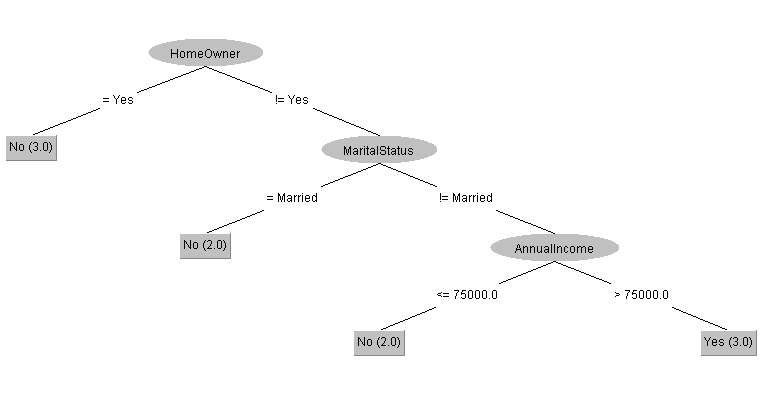 HomeOwner
= Yes
!= Yes
No (3.0)
MaritalStatus
= Married
!= Married
No (2.0)
AnnualIncome
<= 75000.0
> 75000.0
No (2.0)
Yes (3.0)